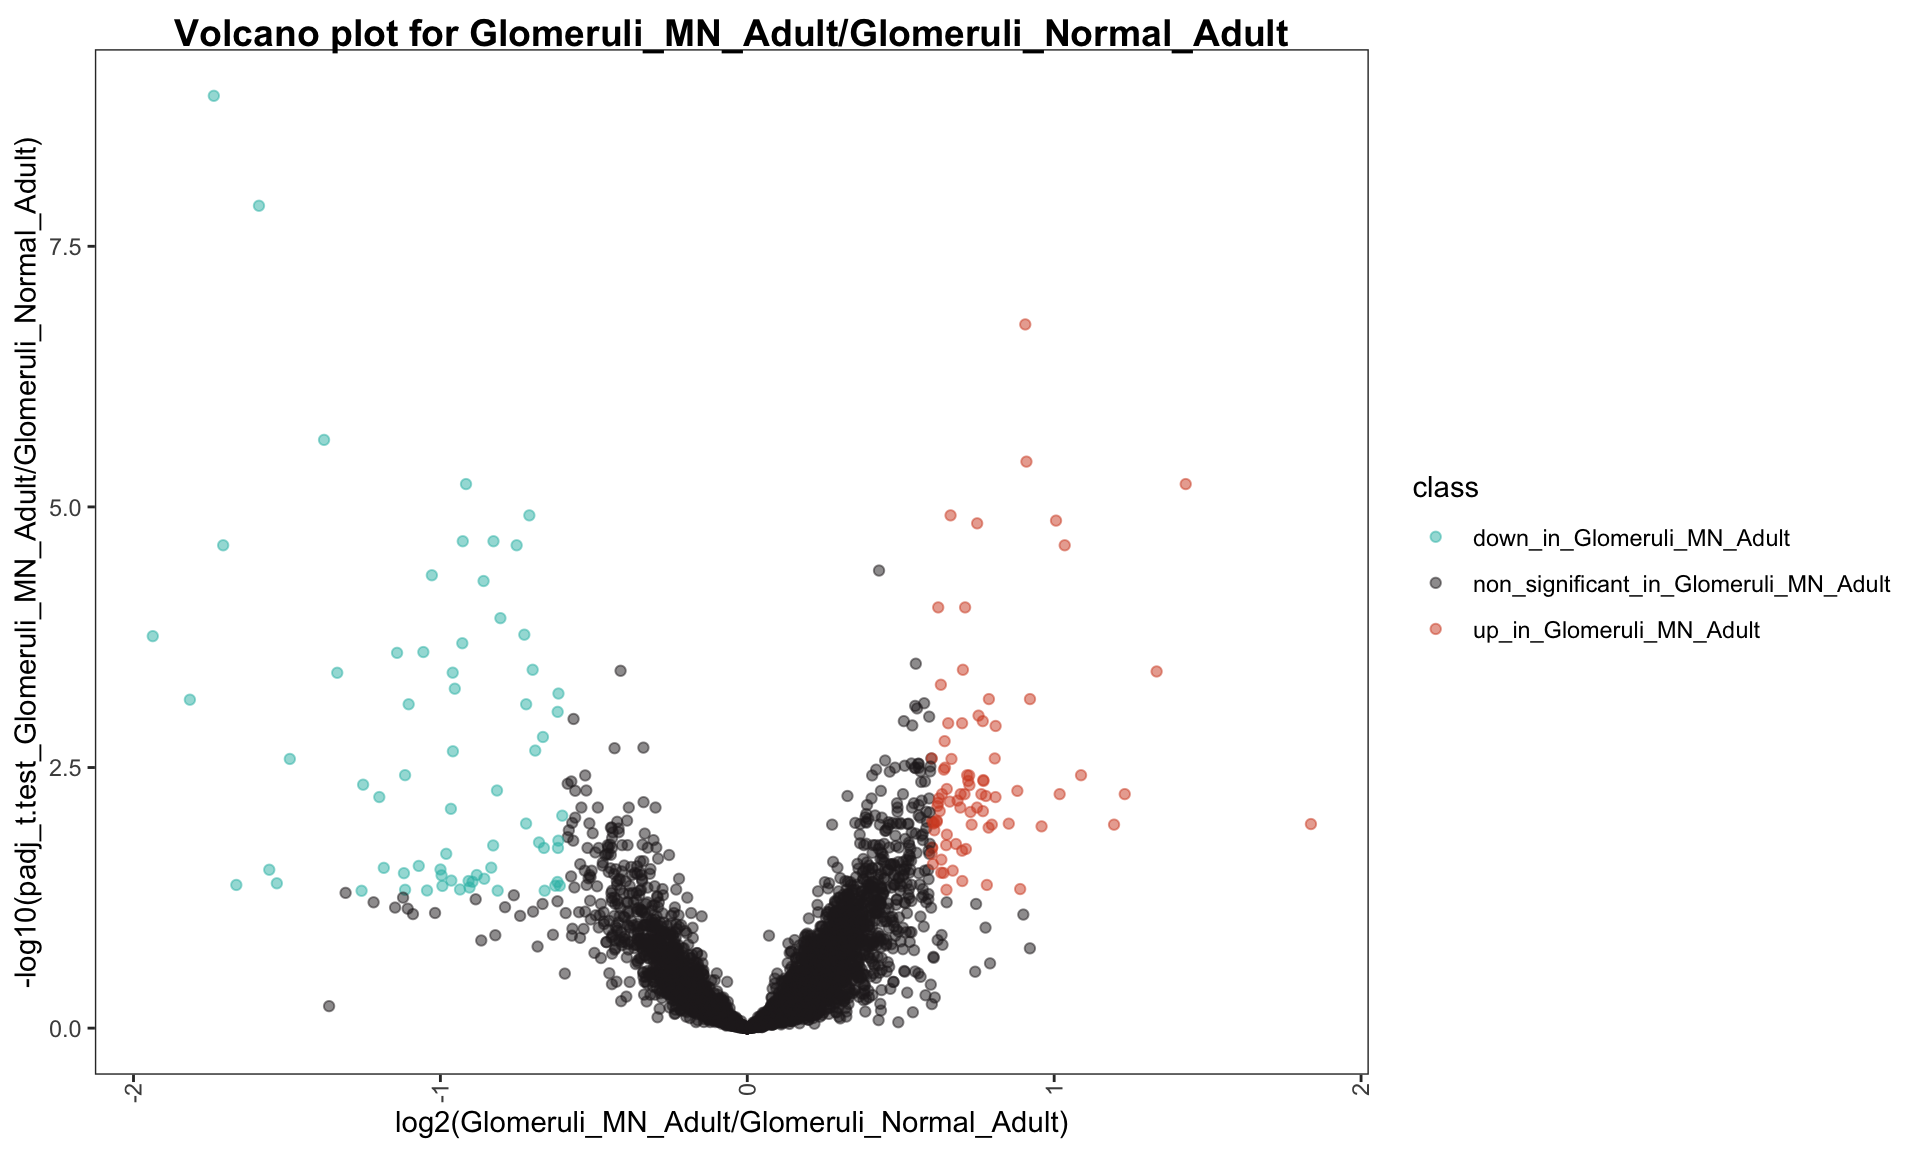 Volcano plot for Glomeruli_MN_Adult/Glomeruli_Normal_Adult
-log10(padj_t.test_Glomeruli_MN_Adult/Glomeruli_Normal_Adult)
7.5
5.0
2.5
0.0
-2
-1
0
1
2
log2(Glomeruli_MN_Adult/Glomeruli_Normal_Adult)
class
down_in_Glomeruli_MN_Adult
non_significant_in_Glomeruli_MN_Adult
up_in_Glomeruli_MN_Adult